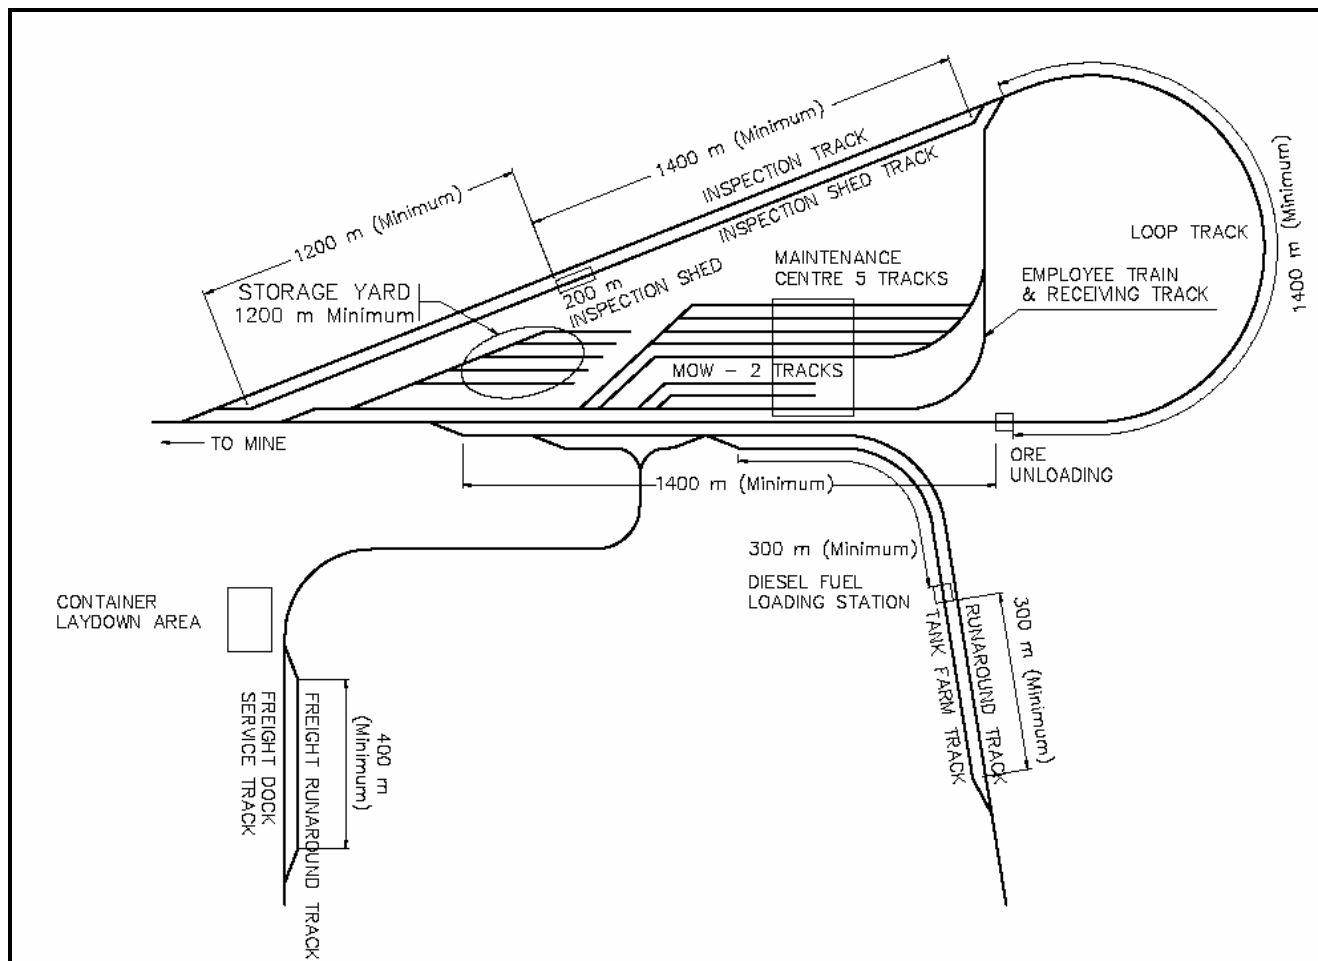 1400 m (Minimum)
INSPECTION TRACK
INSPECTION SHED TRACK
1200 m (Minimum)
200 m
INSPECTION SHED
STORAGE YARD
1200 m Minimum
MAINTENANCE
CENTRE 5 TRACKS
MOW - 2 TRACKS
LOOP TRACK
1400 m (Minimum)
EMPLOYEE TRAIN
& RECEIVING TRACK
TO MINE
ORE
UNLOADING
1400 m (Minimum)
300 m (Minimum)
DIESEL FUEL
LOADING STATION
TANK FARM TRACK
RUNAROUND TRACK
300 m (Minimum)
CONTAINER
LAYDOWN AREA
FREIGHT DOCK
SERVICE TRACK
FREIGHT RUNAROUND TRACK
400 m
(Minimum)